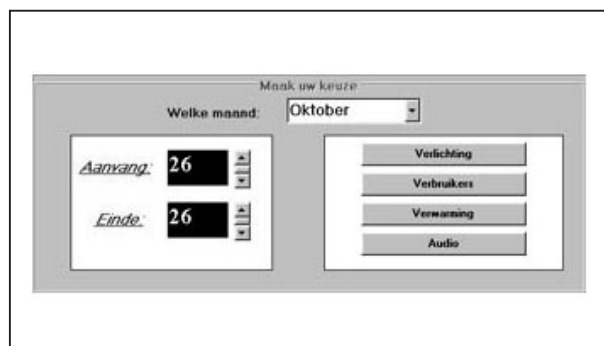 Maak uw keuze
Welke maand: Oktober
Aanvang: 26
Einde: 26
Verlichting
Verbruikers
Verwarming
Audio